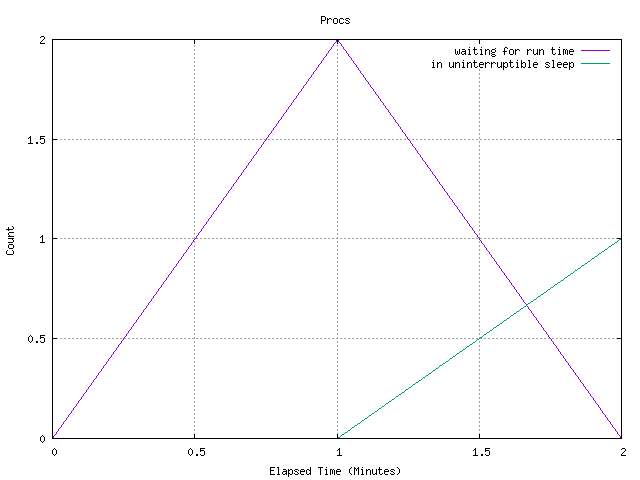 Procs
waiting for run time
in uninterruptible sleep
2
1.5
1
0.5
0
Count
0
0.5
1
1.5
2
Elapsed Time (Minutes)